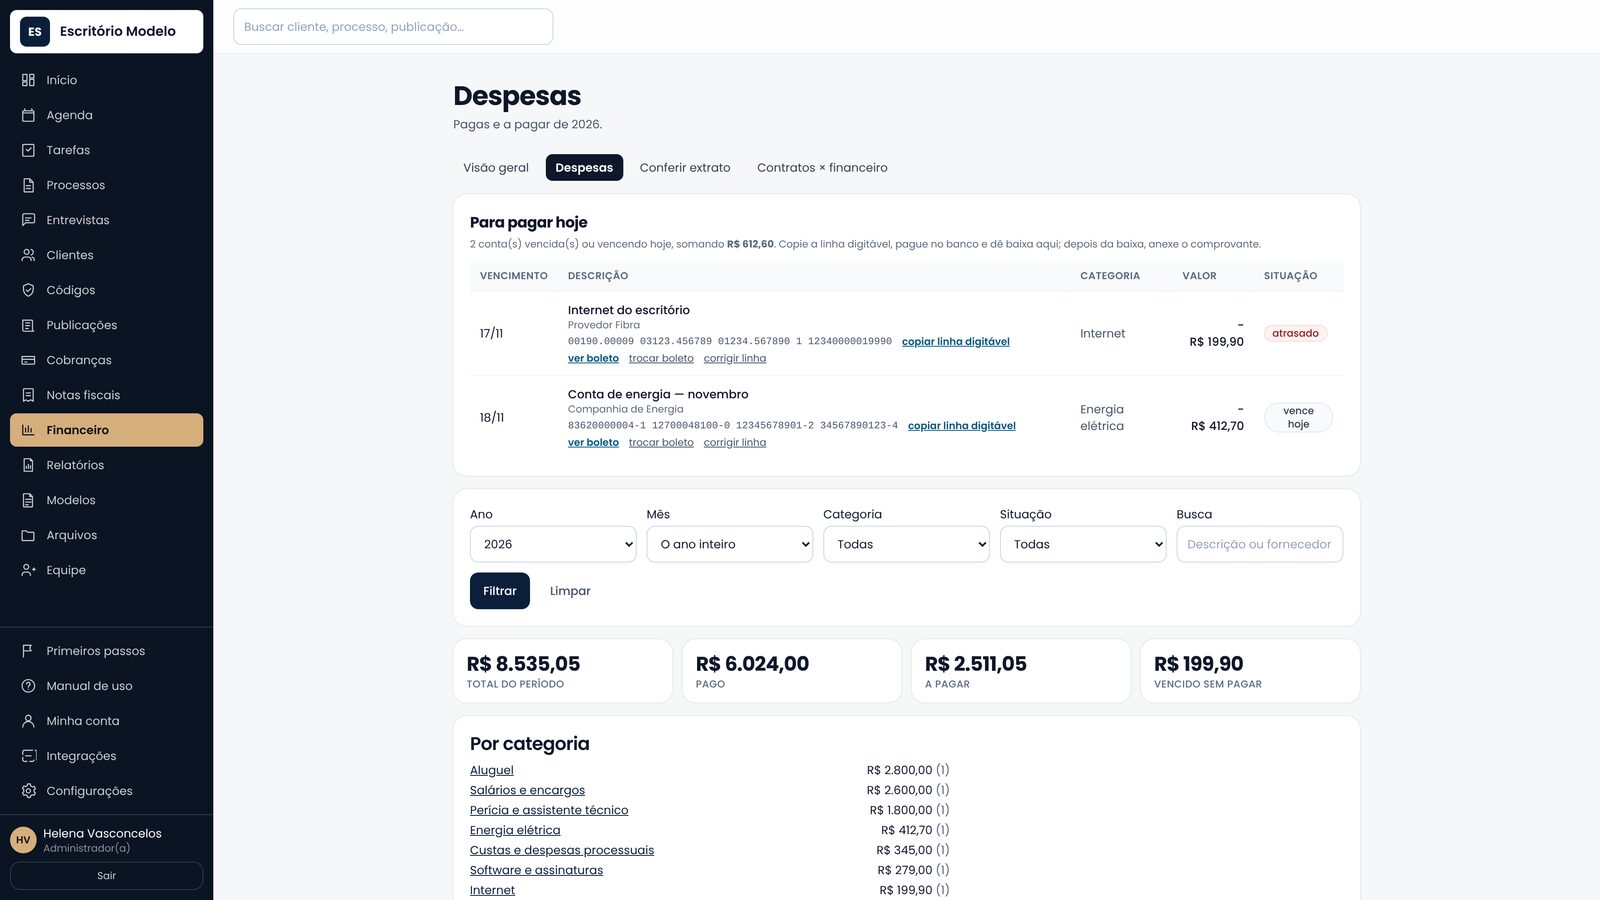 ES Escritório Modelo
Buscar cliente, processo, publicação...
Início
Agenda
Tarefas
Processos
Entrevistas
Clientes
Códigos
Publicações
Cobranças
Notas fiscais
Financeiro
Relatórios
Modelos
Arquivos
Equipe
Primeiros passos
Manual de uso
Minha conta
Integrações
Configurações
HV Helena Vasconcelos
Administrador(a)
Sair
Despesas
Pagas e a pagar de 2026.
Visão geral Despesas Conferir extrato Contratos × financeiro
Para pagar hoje
2 conta(s) vencida(s) ou vencendo hoje, somando R$ 612,60. Copie a linha digitável, pague no banco e dê baixa aqui; depois da baixa, anexe o comprovante.
VENCIMENTO DESCRIÇÃO CATEGORIA VALOR SITUAÇÃO
17/11
Internet do escritório
Provedor Fibra
00190.00009 03123.456789 01234.567890 1 12340000019990 copiar linha digitável
ver boleto trocar boleto corrigir linha
Internet
–
R$ 199,90
atrasado
18/11
Conta de energia — novembro
Companhia de Energia
83620000004-1 12700048100-0 12345678901-2 34567890123-4 copiar linha digitável
ver boleto trocar boleto corrigir linha
Energia
elétrica
–
R$ 412,70
vence
hoje
Ano Mês Categoria Situação Busca
2026 O ano inteiro Todas Todas Descrição ou fornecedor
Filtrar Limpar
R$ 8.535,05
TOTAL DO PERÍODO
R$ 6.024,00
PAGO
R$ 2.511,05
A PAGAR
R$ 199,90
VENCIDO SEM PAGAR
Por categoria
Aluguel R$ 2.800,00 (1)
Salários e encargos R$ 2.600,00 (1)
Perícia e assistente técnico R$ 1.800,00 (1)
Energia elétrica R$ 412,70 (1)
Custas e despesas processuais R$ 345,00 (1)
Software e assinaturas R$ 279,00 (1)
Internet R$ 199,90 (1)